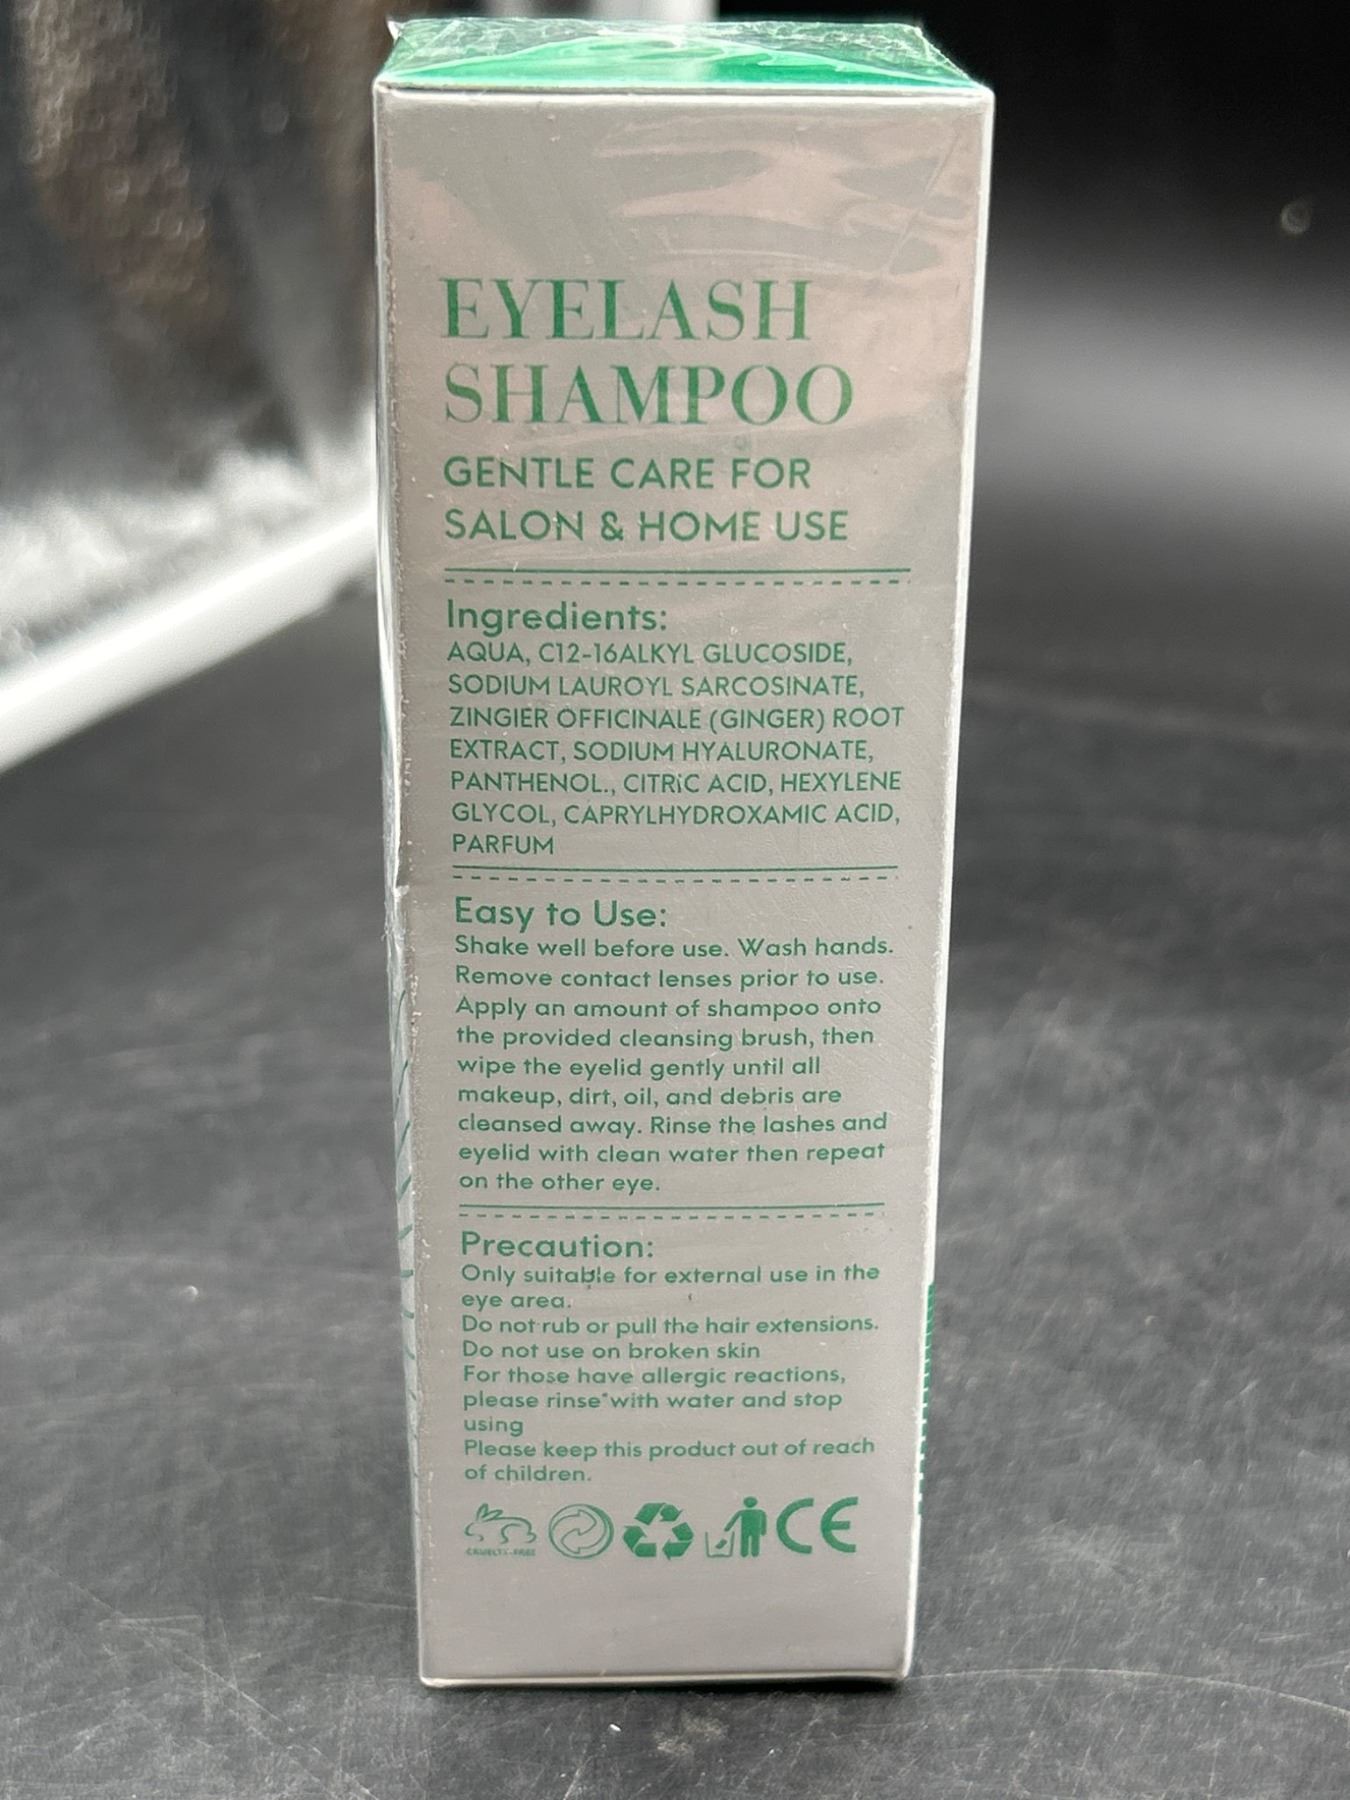 EYELASH
SHAMPOO
GENTLE CARE FOR
SALON & HOME USE
Ingredients:
AQUA, C12-16ALKYL GLUCOSIDE,
SODIUM LAUROYL SARCOSINATE,
ZINGIER OFFICINALE (GINGER) ROOT
EXTRACT, SODIUM HYALURONATE,
PANTHENOL., CITRiC ACID, HEXYLENE
GLYCOL, CAPRYLHYDROXAMIC ACID,
PARFUM
Easy to Use:
Shake well before use. Wash hands.
Remove contact lenses prior to use.
Apply an amount of shampoo onto
the provided cleansing brush, then
wipe the eyelid gently until all
makeup, dirt, oil, and debris are
cleansed away. Rinse the lashes and
eyelid with clean water then repeat
on the other eye.
Precaution:
Only suitable for external use in the
eye area.
Do not rub or pull the hair extensions.
Do not use on broken skin
For those have allergic reactions,
please rinse with water and stop
using
Please keep this product out of reach
of children.
CRUELTY-FREE
CE